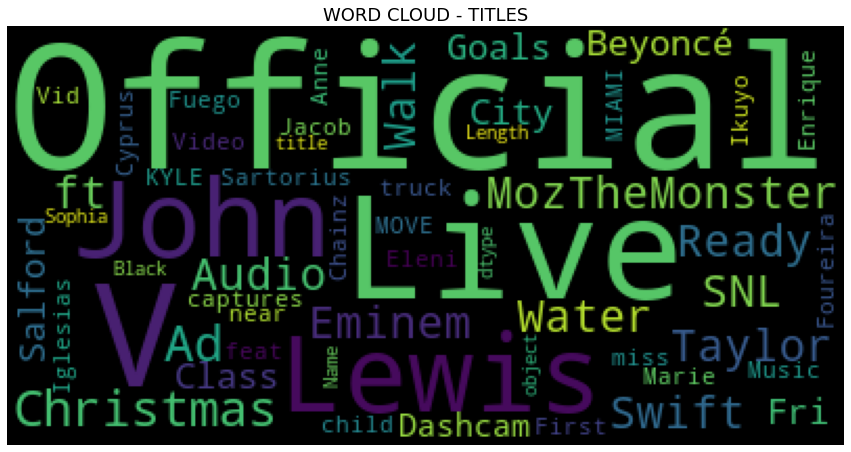 WORD CLOUD - TITLES
Official
Vid
Fuego
Anne
Walk
Goals
Beyoncé
Cyprus
Video
Jacob
title
City
Length
MIAMI
Ikuyo
Enrique
KYLE
Sartorius
ft
John
Sophia
truck
MozTheMonster
Live
Chainz
MOVE
Eleni
dtype
Ready
Foureira
Salford
Black
Audio
captures
near
V
Iglesias
Ad
feat
Class
Eminem
Water
SNL
Taylor
Name
Lewis
object
miss
Marie
Music
Christmas
child
Dashcam
First
Swift
Fri